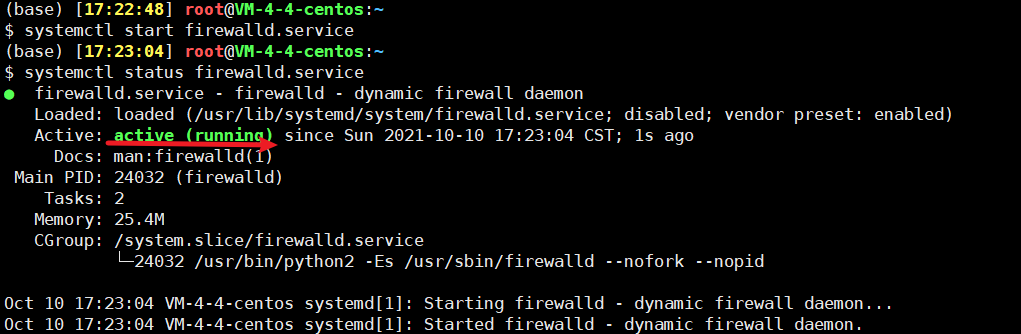 (base) [17:22:48] root@VM-4-4-centos:~
$ systemctl start firewalld.service
(base) [17:23:04] root@VM-4-4-centos:~
$ systemctl status firewalld.service
● firewalld.service - firewalld - dynamic firewall daemon
Loaded: loaded (/usr/lib/systemd/system/firewalld.service; disabled; vendor preset: enabled)
Active: active (running) since Sun 2021-10-10 17:23:04 CST; 1s ago
Docs: man:firewalld(1)
Main PID: 24032 (firewalld)
Tasks: 2
Memory: 25.4M
CGroup: /system.slice/firewalld.service
└─24032 /usr/bin/python2 -Es /usr/sbin/firewalld --nofork --nopid
Oct 10 17:23:04 VM-4-4-centos systemd[1]: Starting firewalld - dynamic firewall daemon...
Oct 10 17:23:04 VM-4-4-centos systemd[1]: Started firewalld - dynamic firewall daemon.